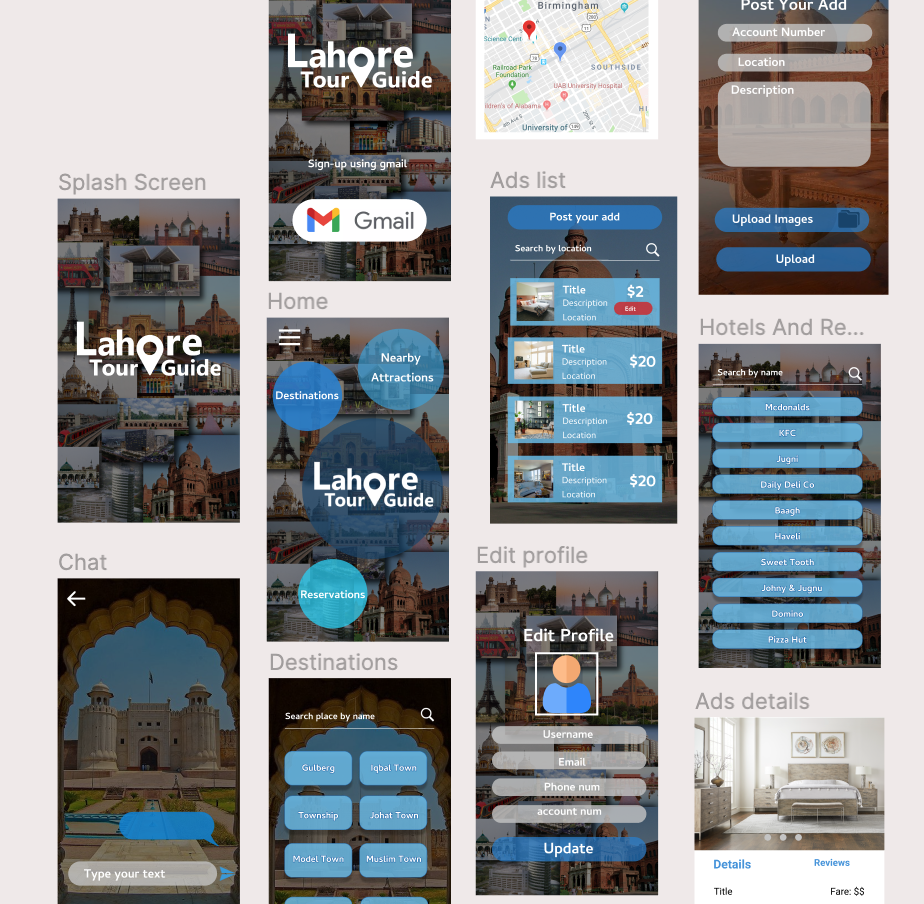 Splash Screen
Lahore
Tour Guide
Chat
Type your text
Lahore
Tour Guide
Sign-up using gmail
Gmail
Home
Nearby
Attractions
Destinations
Lahore
Tour Guide
Reservations
Destinations
Search place by name
Gulberg
Iqbal Town
Township
Johat Town
Model Town
Muslim Town
Birmingham
Science Cent
Railroad Park
Foundation
SOUTHSIDE
UAB University Hospital
ildren's of Alabama
4th Ave S
University of
Ads list
Post your add
Search by location
Title
$2
Description
Edit
Location
Title
Description
$20
Location
Title
Description
$20
Location
Title
Description
$20
Location
Edit profile
Edit Profile
Username
Email
Phone num
account num
Update
Post Your Add
Account Number
Location
Description
Upload Images
Upload
Hotels And Re...
Search by name
Mcdonalds
KFC
Jugni
Daily Deli Co
Baagh
Haveli
Sweet Tooth
Johny & Jugnu
Domino
Pizza Hut
Ads details
Details
Reviews
Title
Fare: $$